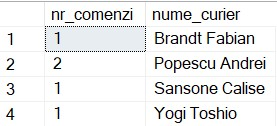 nr_comenzi nume_curier
1 1 Brandt Fabian
2 2 Popescu Andrei
3 1 Sansone Calise
4 1 Yogi Toshio